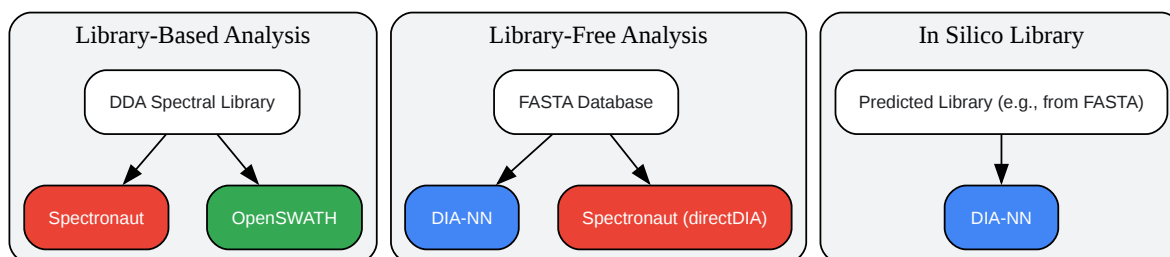 Library-Based Analysis
DDA Spectral Library
Spectronaut
OpenSWATH
Library-Free Analysis
FASTA Database
DIA-NN
Spectronaut (directDIA)
In Silico Library
Predicted Library (e.g., from FASTA)
DIA-NN